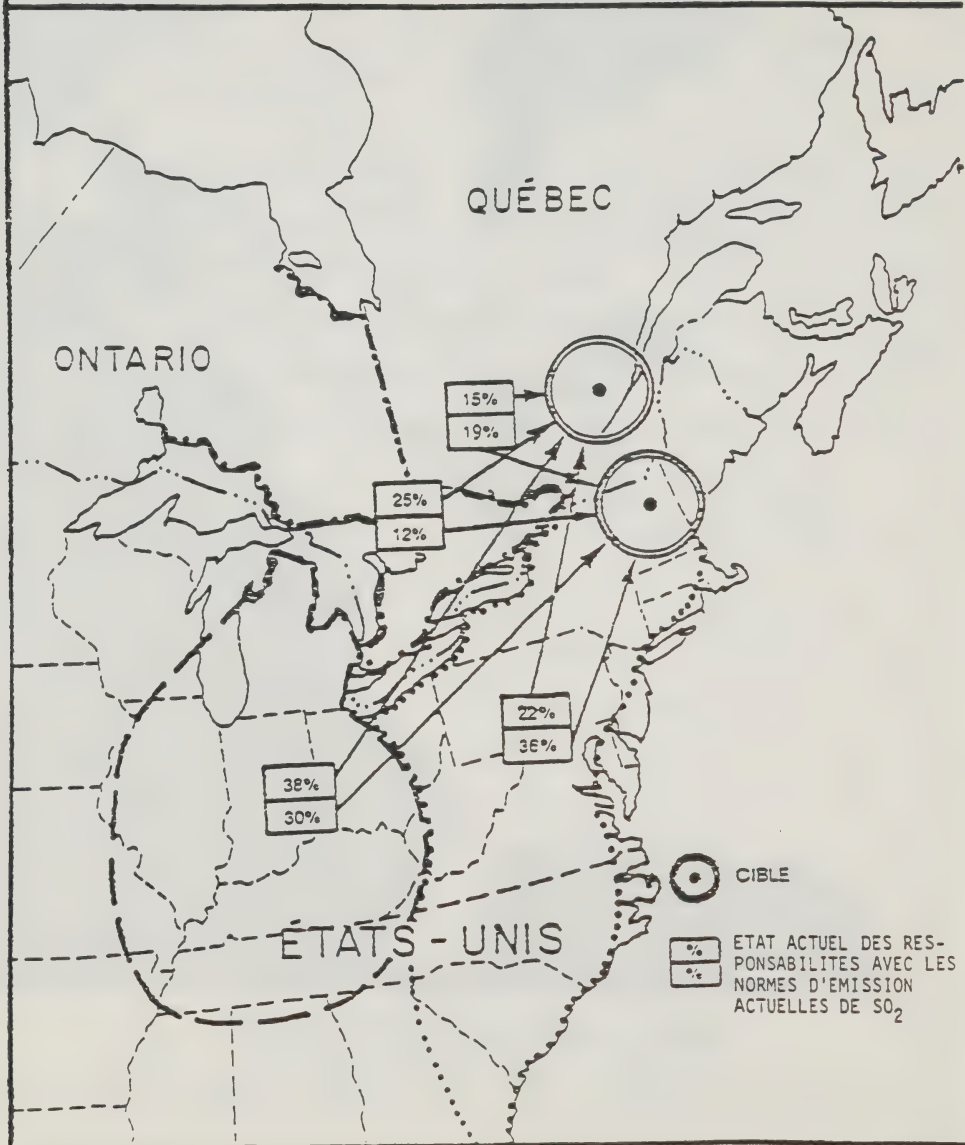 QUÉBEC
ONTARIO
15%
19%
25%
12%
22%
36%
38%
30%
CIBLE
ETATS-UNIS
%
%
ETAT ACTUEL DES RES-
PONSABILITES AVEC LES
NORMES D'EMISSION
ACTUELLES DE SO₂